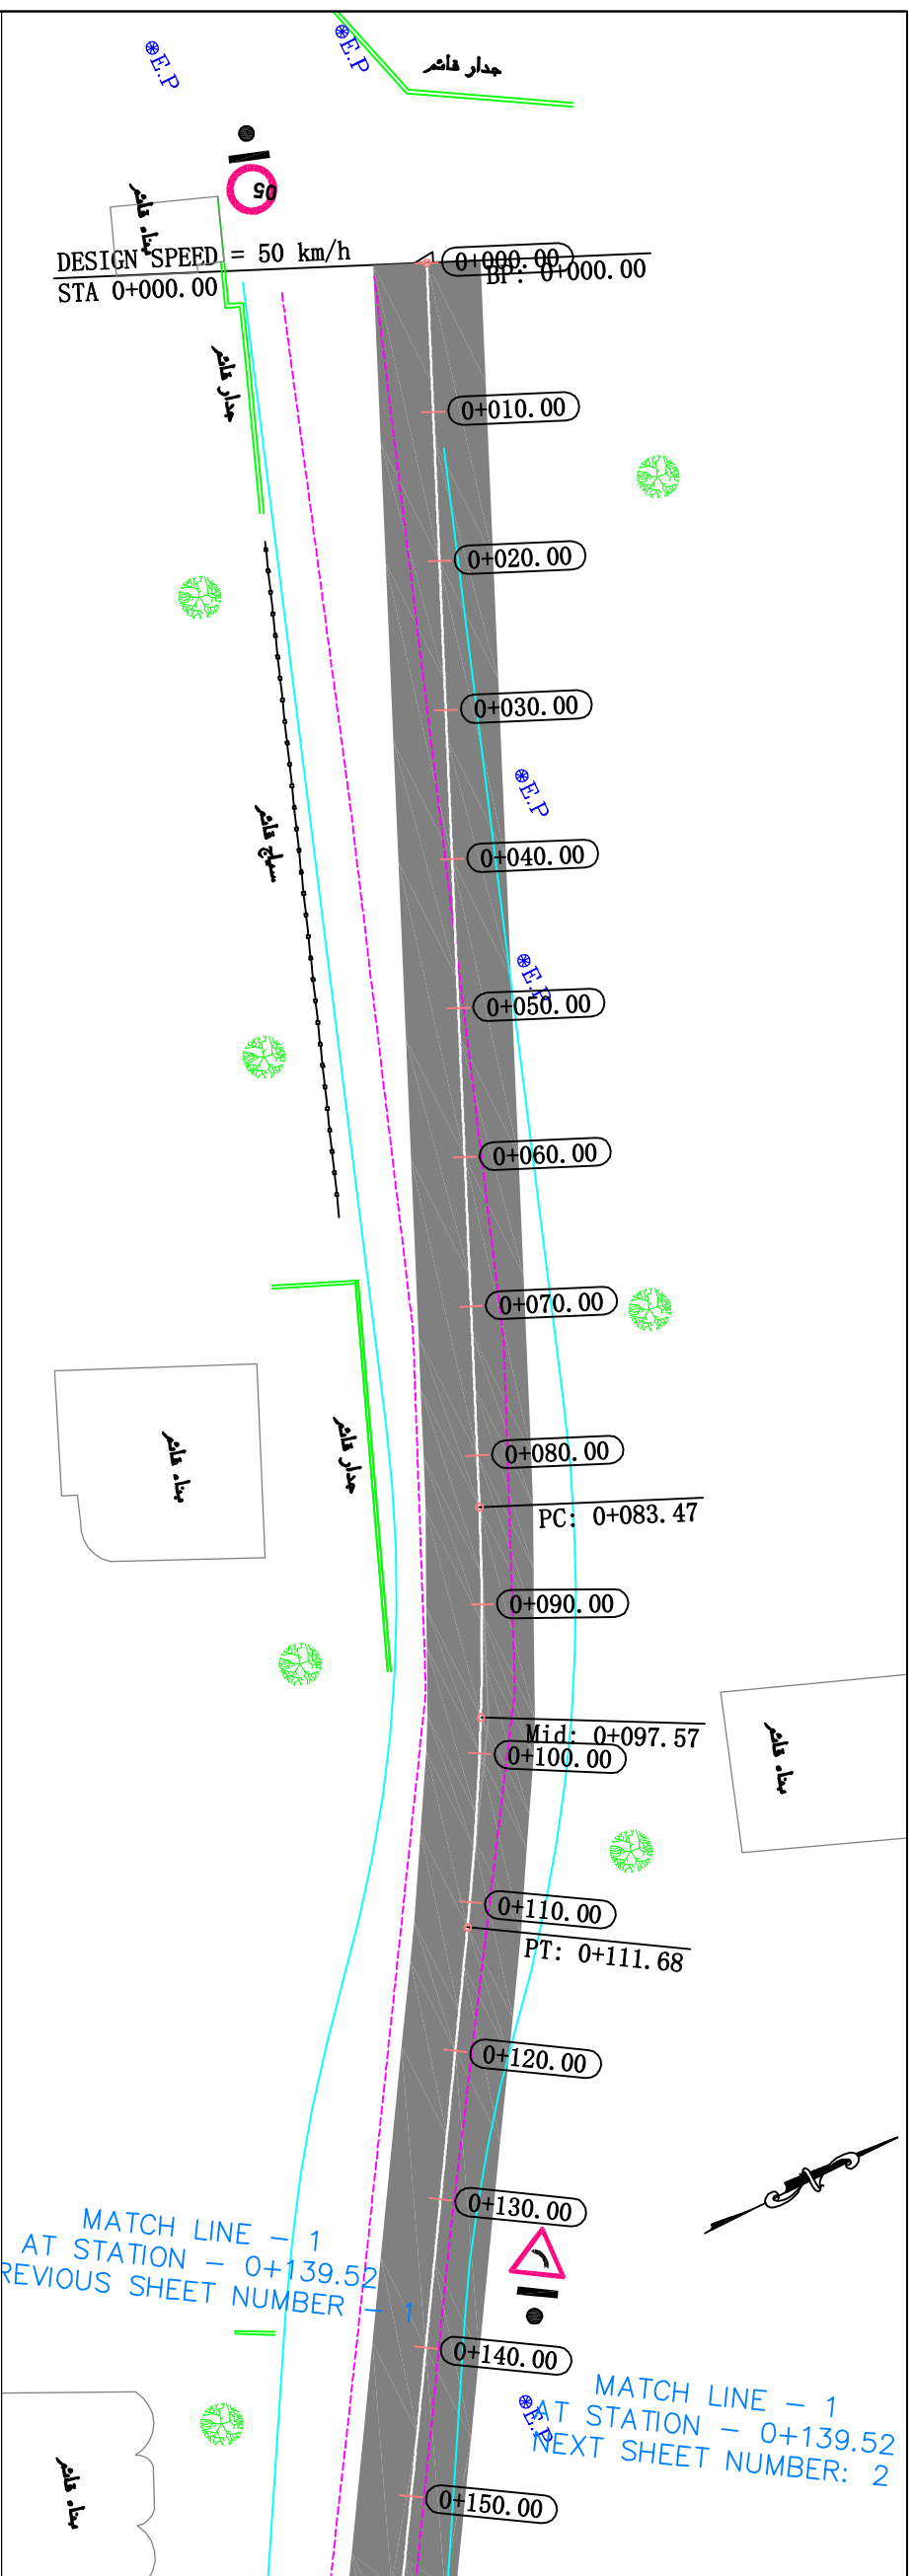 E.P
E.P
جدار قائم
05
بناء قائم
DESIGN SPEED = 50 km/h
STA 0+000.00
0+000.00
BP: 0+000.00
جدار قائم
0+010.00
0+020.00
0+030.00
E.P
سياج قائم
0+040.00
E.P
0+050.00
0+060.00
0+070.00
جدار قائم
بناء قائم
0+080.00
PC: 0+083.47
0+090.00
Mid: 0+097.57
0+100.00
بناء قائم
0+110.00
PT: 0+111.68
0+120.00
0+130.00
MATCH LINE - 1
AT STATION - 0+139.52
REVIOUS SHEET NUMBER - 1
0+140.00
MATCH LINE - 1
AT STATION - 0+139.52
NEXT SHEET NUMBER: 2
E.P
بناء قائم
0+150.00